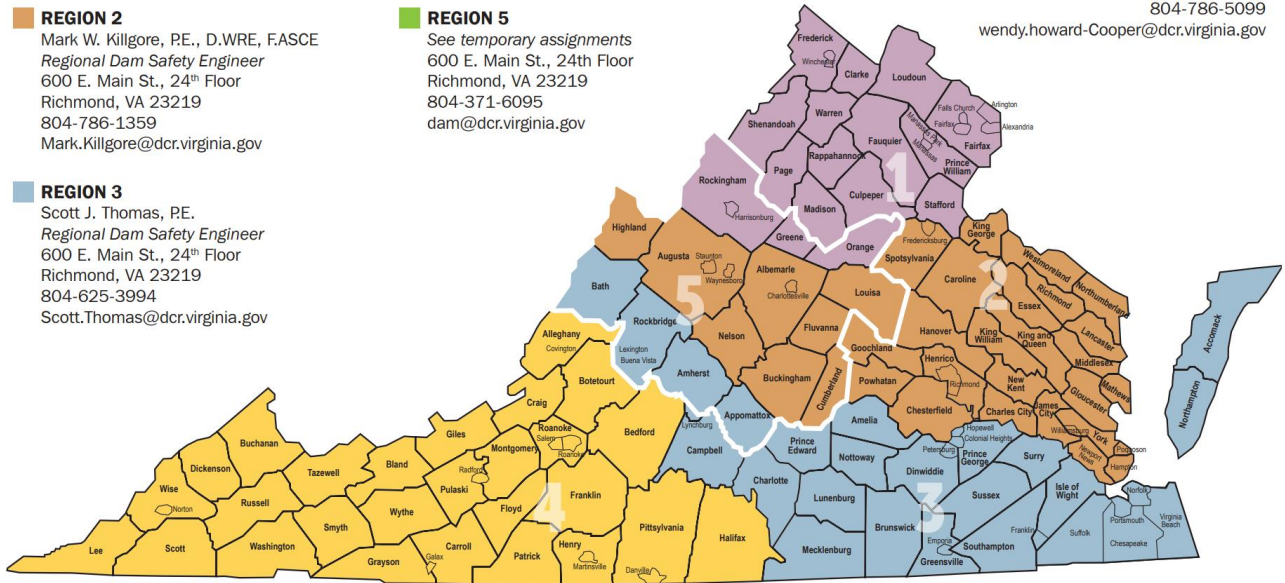 REGION 2
Mark W. Killgore, P.E., D.WRE, F.ASCE
Regional Dam Safety Engineer
600 E. Main St., 24th Floor
Richmond, VA 23219
804-786-1359
Mark.Killgore@dcr.virginia.gov
REGION 3
Scott J. Thomas, P.E.
Regional Dam Safety Engineer
600 E. Main St., 24th Floor
Richmond, VA 23219
804-625-3994
Scott.Thomas@dcr.virginia.gov
REGION 5
See temporary assignments
600 E. Main St., 24th Floor
Richmond, VA 23219
804-371-6095
dam@dcr.virginia.gov
804-786-5099
wendy.howard-Cooper@dcr.virginia.gov
Frederick
Winchester
Clarke
Loudoun
Falls Church
Arlington
Fairfax
Alexandria
Fairfax
Shenandoah
Warren
Fauquier
Manassas Park
Manassas
Prince
William
Rappahannock
Page
Culpeper
1
Stafford
Rockingham
Harrisonburg
Madison
Greene
Orange
Highland
Augusta
Staunton
Waynesboro
Albemarle
Charlottesville
Louisa
5
Nelson
Fluvanna
Buckingham
Cumberland
Fredericksburg
Spotsylvania
King
George
Caroline
2
Westmoreland
Northumberland
Richmond
Essex
Lancaster
Hanover
King
William
King and
Queen
Middlesex
Goochland
Henrico
Richmond
Powhatan
New
Kent
Gloucester
Mathews
Chesterfield
Charles City
James
City
Williamsburg
York
Newport
News
Poquoson
Hampton
Accomack
Northampton
Bath
Rockbridge
Lexington
Buena Vista
Amherst
Appomattox
Lynchburg
Campbell
Prince
Edward
Amelia
Nottoway
Hopewell
Colonial Heights
Petersburg
Prince
George
Dinwiddie
Surry
Charlotte
Lunenburg
Brunswick
3
Sussex
Isle of
Wight
Mecklenburg
Emporia
Greensville
Southampton
Franklin
Suffolk
Norfolk
Portsmouth
Chesapeake
Virginia
Beach
Alleghany
Covington
Botetourt
Craig
Roanoke
Salem
Roanoke
Bedford
Giles
Montgomery
Radford
Pulaski
Floyd
4
Franklin
Pittsylvania
Halifax
Buchanan
Dickenson
Tazewell
Bland
Wise
Norton
Russell
Wythe
Smyth
Carroll
Patrick
Henry
Martinsville
Danville
Lee
Scott
Washington
Grayson
Galax